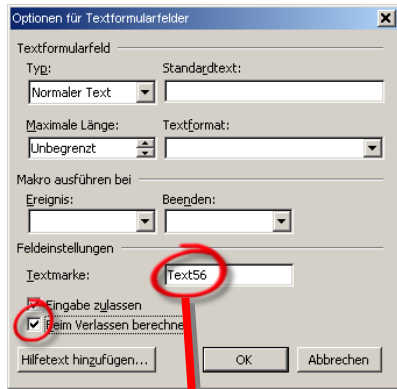 Optionen für Textformularfelder
Textformularfeld
Typ: Standardtext:
Normaler Text
Maximale Länge: Textformat:
Unbegrenzt
Makro ausführen bei
Ereignis: Beenden:
Feldeinstellungen
Textmarke: Text56
Eingabe zulassen
Beim Verlassen berechnen
Hilfetext hinzufügen... OK Abbrechen